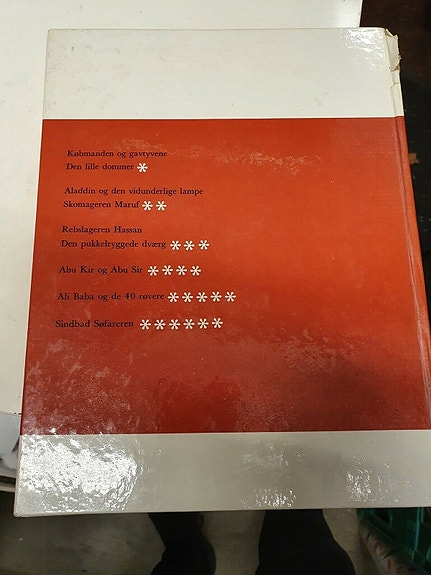 Købmanden og gavtyvene
Den lille dommer *
Aladdin og den vidunderlige lampe
Skomageren Maruf **
Rebslageren Hassan
Den pukkelryggede dværg ***
Abu Kir og Abu Sir ****
Ali Baba og de 40 røvere *****
Sindbad Søfareren ******